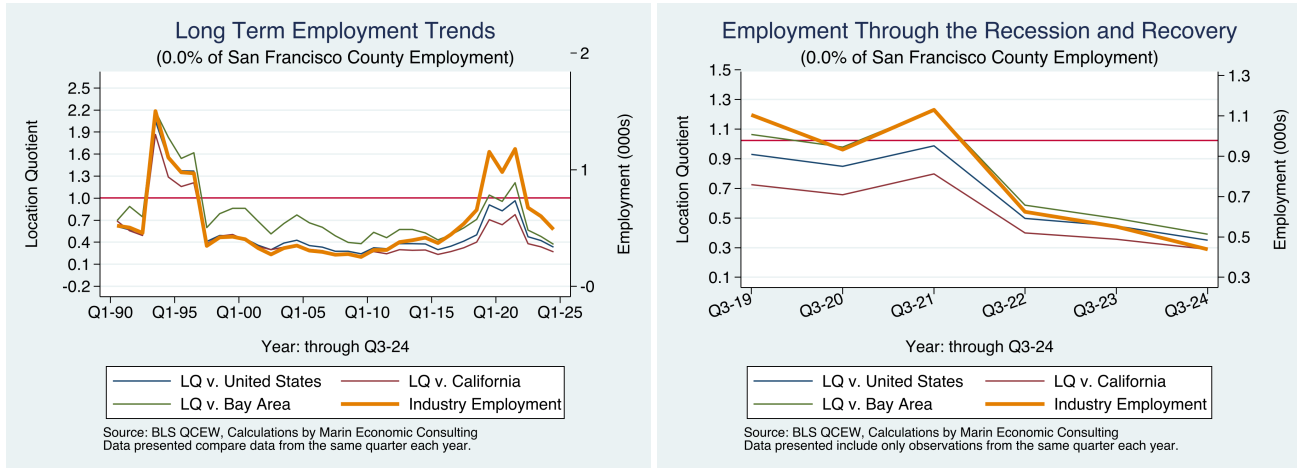 Long Term Employment Trends
(0.0% of San Francisco County Employment)
Location Quotient
2.5
2.2
1.9
1.6
1.3
1.0
0.7
0.4
0.1
-0.2
2
1
0
Employment (000s)
Q1-90 Q1-95 Q1-00 Q1-05 Q1-10 Q1-15 Q1-20 Q1-25
Year: through Q3-24
LQ v. United States LQ v. California
LQ v. Bay Area Industry Employment
Source: BLS QCEW, Calculations by Marin Economic Consulting
Data presented compare data from the same quarter each year.
Employment Through the Recession and Recovery
(0.0% of San Francisco County Employment)
Location Quotient
1.5
1.3
1.1
0.9
0.7
0.5
0.3
0.1
1.3
1.1
0.9
0.7
0.5
0.3
Employment (000s)
Q3-19 Q3-20 Q3-21 Q3-22 Q3-23 Q3-24
Year: through Q3-24
LQ v. United States LQ v. California
LQ v. Bay Area Industry Employment
Source: BLS QCEW, Calculations by Marin Economic Consulting
Data presented include only observations from the same quarter each year.